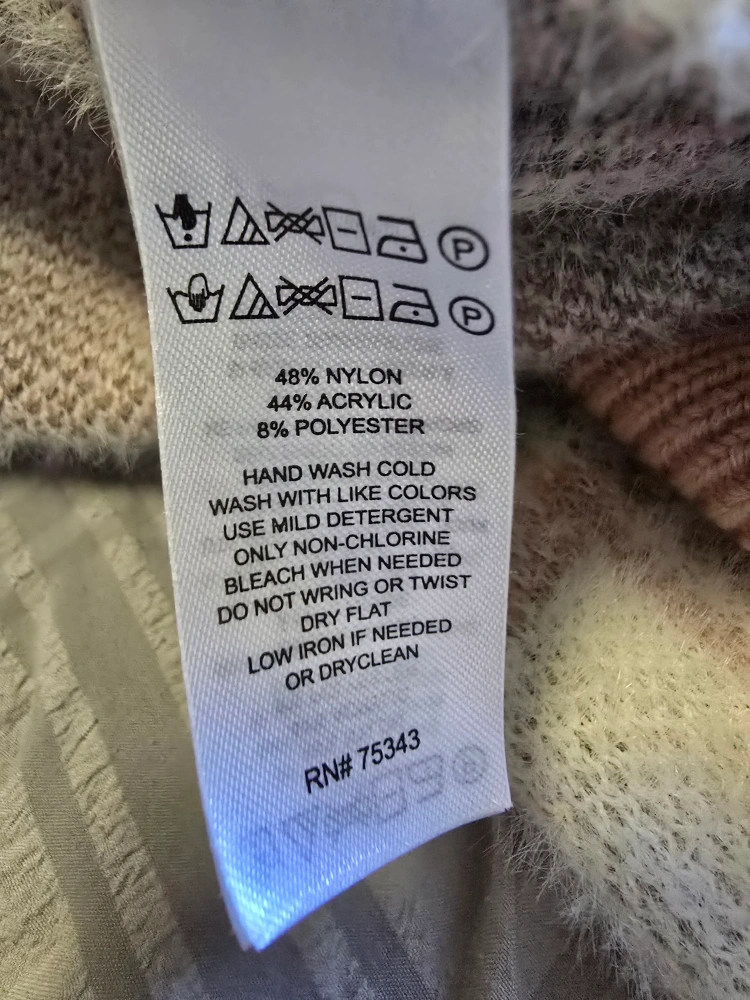 P
P
48% NYLON
44% ACRYLIC
8% POLYESTER
HAND WASH COLD
WASH WITH LIKE COLORS
USE MILD DETERGENT
ONLY NON-CHLORINE
BLEACH WHEN NEEDED
DO NOT WRING OR TWIST
DRY FLAT
LOW IRON IF NEEDED
OR DRYCLEAN
RN# 75343